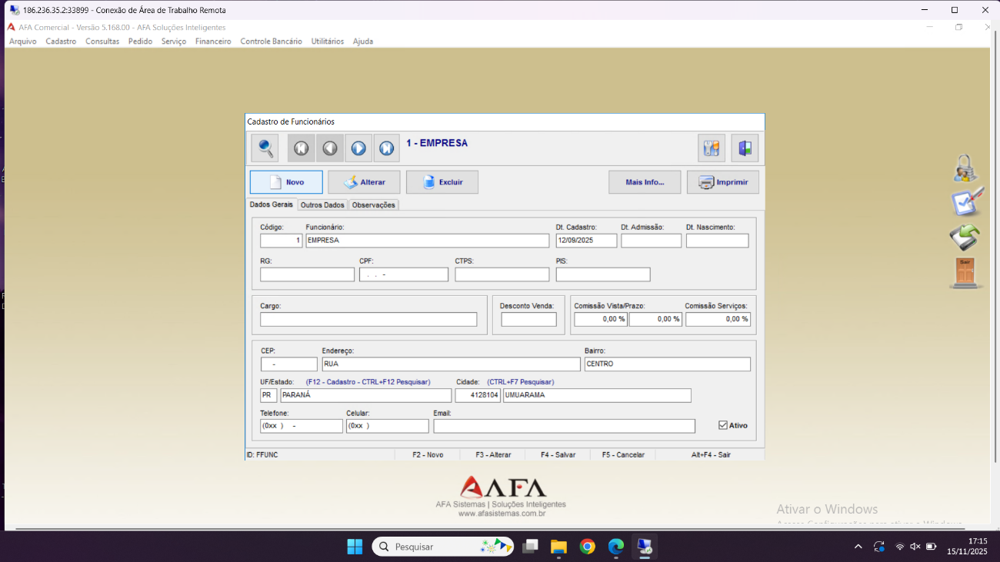 186.236.35.2:33899 - Conexão de Área de Trabalho Remota
AFA Comercial - Versão 5.168.00 - AFA Soluções Inteligentes
Arquivo Cadastro Consultas Pedido Serviço Financeiro Controle Bancário Utilitários Ajuda
Cadastro de Funcionários
1 - EMPRESA
Novo Alterar Excluir Mais Info... Imprimir
Dados Gerais Outros Dados Observações
Código: Funcionário: Dt. Cadastro: Dt. Admissão: Dt. Nascimento:
1 EMPRESA 12/09/2025
RG: CPF: CTPS: PIS:
. . -
Cargo: Desconto Venda: Comissão Vista/Prazo: Comissão Serviços:
0,00 % 0,00 % 0,00 %
CEP: Endereço: Bairro:
- RUA CENTRO
UF/Estado: (F12 - Cadastro - CTRL+F12 Pesquisar) Cidade: (CTRL+F7 Pesquisar)
PR PARANÁ 4128104 UMUARAMA
Telefone: Celular: Email:
(0xx ) - (0xx ) Ativo
ID: FFUNC F2 - Novo F3 - Alterar F4 - Salvar F5 - Cancelar Alt+F4 - Sair
Sair
AFA
AFA Sistemas | Soluções Inteligentes
www.afasistemas.com.br
Ativar o Windows
Pesquisar
17:15
15/11/2025